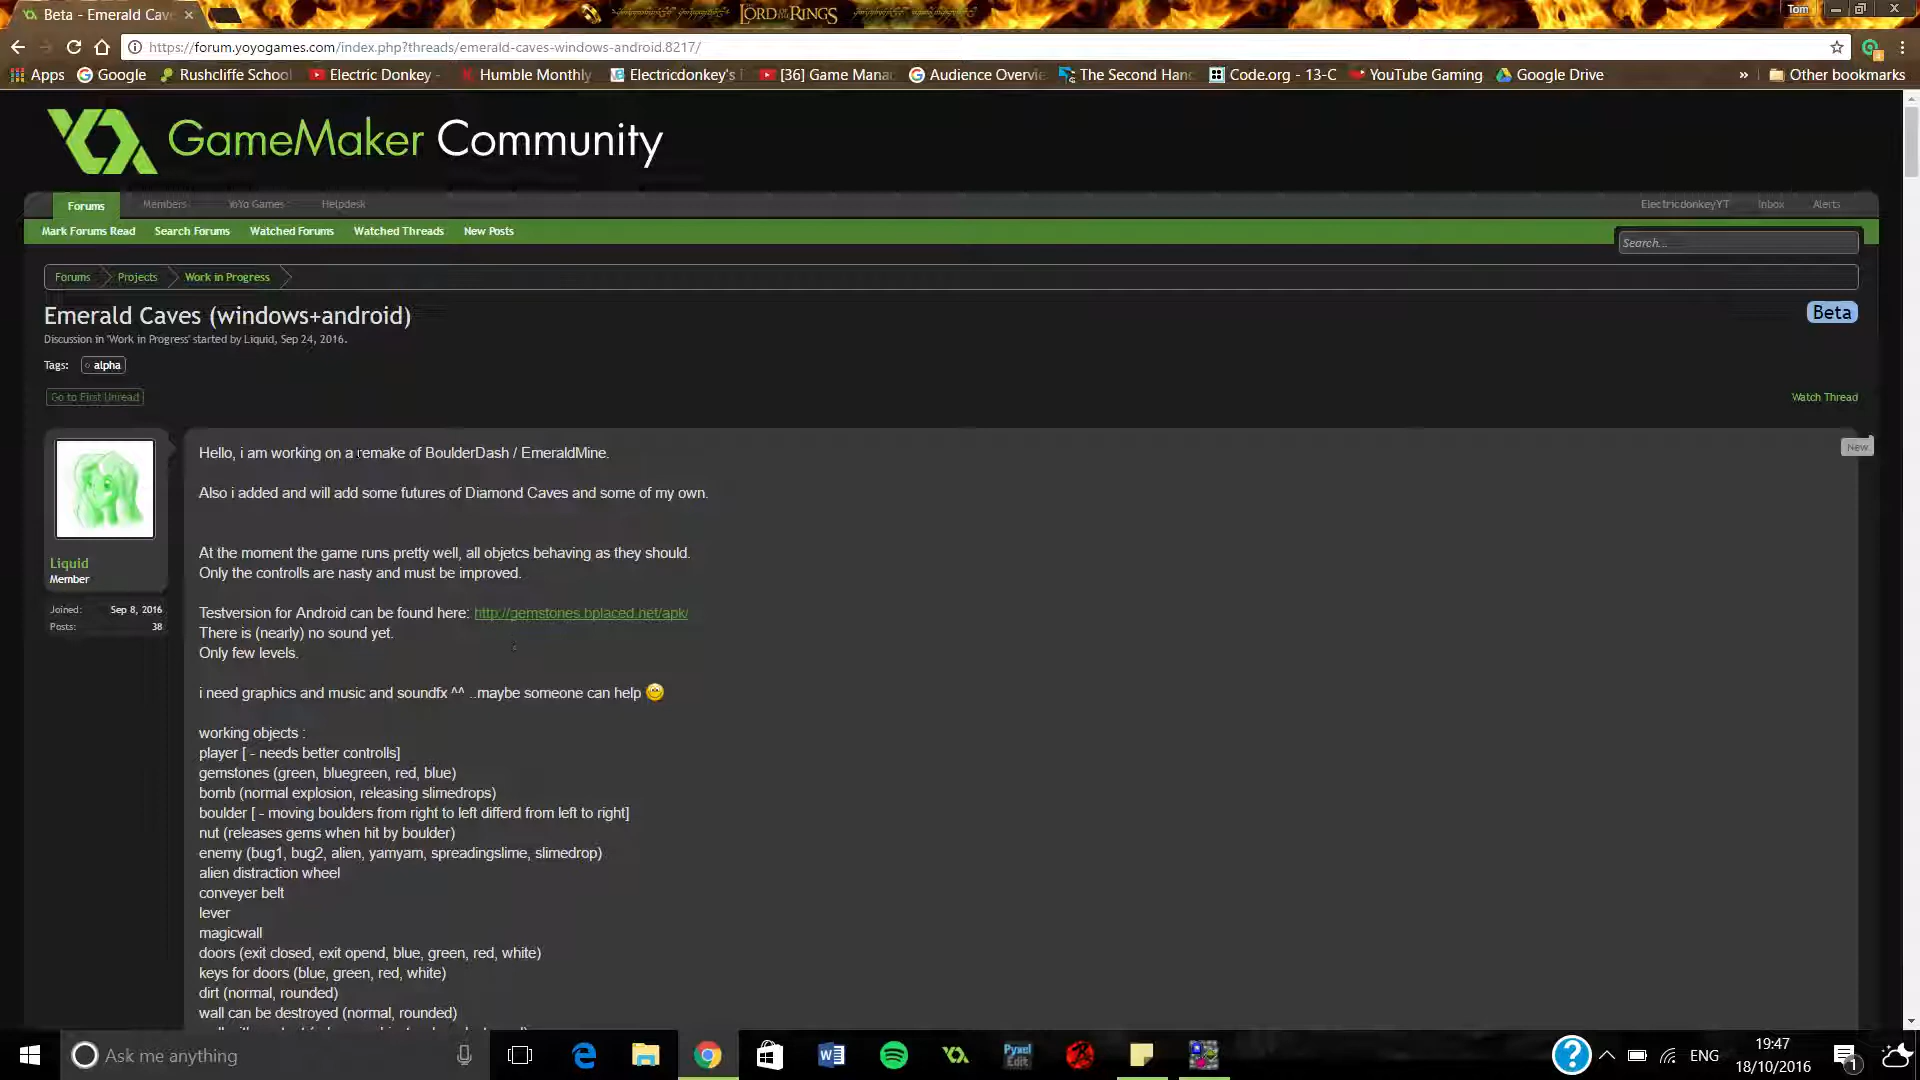 Beta - Emerald Cav
THE LORD OF THE RINGS
Tom
https://forum.yoyogames.com/index.php?threads/emerald-caves-windows-android.8217/
Apps
Google
Rushcliffe School
Electric Donkey -
Humble Monthly
Electricdonkey's
[36] Game Mana
Audience Overvie
The Second Hand
Code.org - 13-C
YouTube Gaming
Google Drive
»
Other bookmarks
GameMaker Community
Forums
Members
YoYo Games
Helpdesk
ElectricdonkeyYT
Inbox
Alerts
Mark Forums Read
Search Forums
Watched Forums
Watched Threads
New Posts
Search...
Forums
Projects
Work in Progress
Emerald Caves (windows+android)
Beta
Discussion in 'Work in Progress' started by Liquid, Sep 24, 2016.
Tags:
alpha
Go to First Unread
Watch Thread
Hello, i am working on a remake of BoulderDash / EmeraldMine.
New
Also i added and will add some futures of Diamond Caves and some of my own.
At the moment the game runs pretty well, all objetcs behaving as they should.
Only the controlls are nasty and must be improved.
Liquid
Member
Joined: Sep 8, 2016
Posts: 38
Testversion for Android can be found here: http://gemstones.bplaced.net/apk/
There is (nearly) no sound yet.
Only few levels.
i need graphics and music and soundfx ^^ ..maybe someone can help
working objects :
player [ - needs better controlls]
gemstones (green, bluegreen, red, blue)
bomb (normal explosion, releasing slimedrops)
boulder [ - moving boulders from right to left differd from left to right]
nut (releases gems when hit by boulder)
enemy (bug1, bug2, alien, yamyam, spreadingslime, slimedrop)
alien distraction wheel
conveyer belt
lever
magicwall
doors (exit closed, exit opend, blue, green, red, white)
keys for doors (blue, green, red, white)
dirt (normal, rounded)
wall can be destroyed (normal, rounded)
Ask me anything
Pyxel
Edit
ENG
19:47
18/10/2016
1